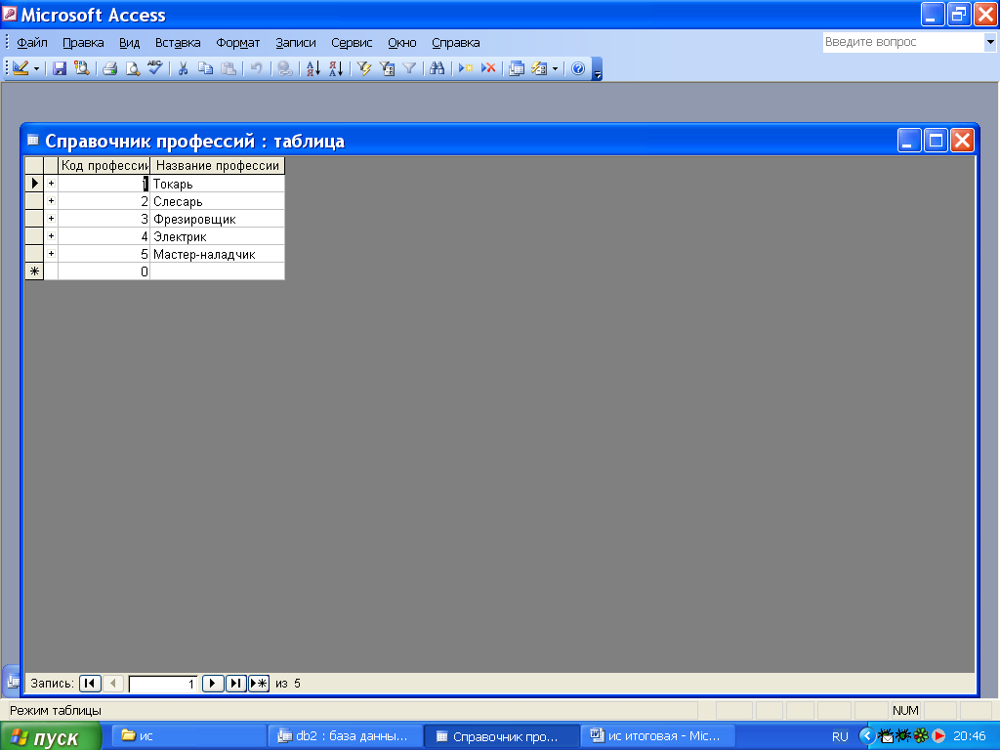 Microsoft Access
Файл Правка Вид Вставка Формат Записи Сервис Окно Справка Введите вопрос
Справочник профессий : таблица
Код профессии Название профессии
1 Токарь
2 Слесарь
3 Фрезировщик
4 Электрик
5 Мастер-наладчик
0
Запись: 1 из 5
Режим таблицы NUM
пуск ис db2 : база данны... Справочник про... ис итоговая - Mic... RU 20:46